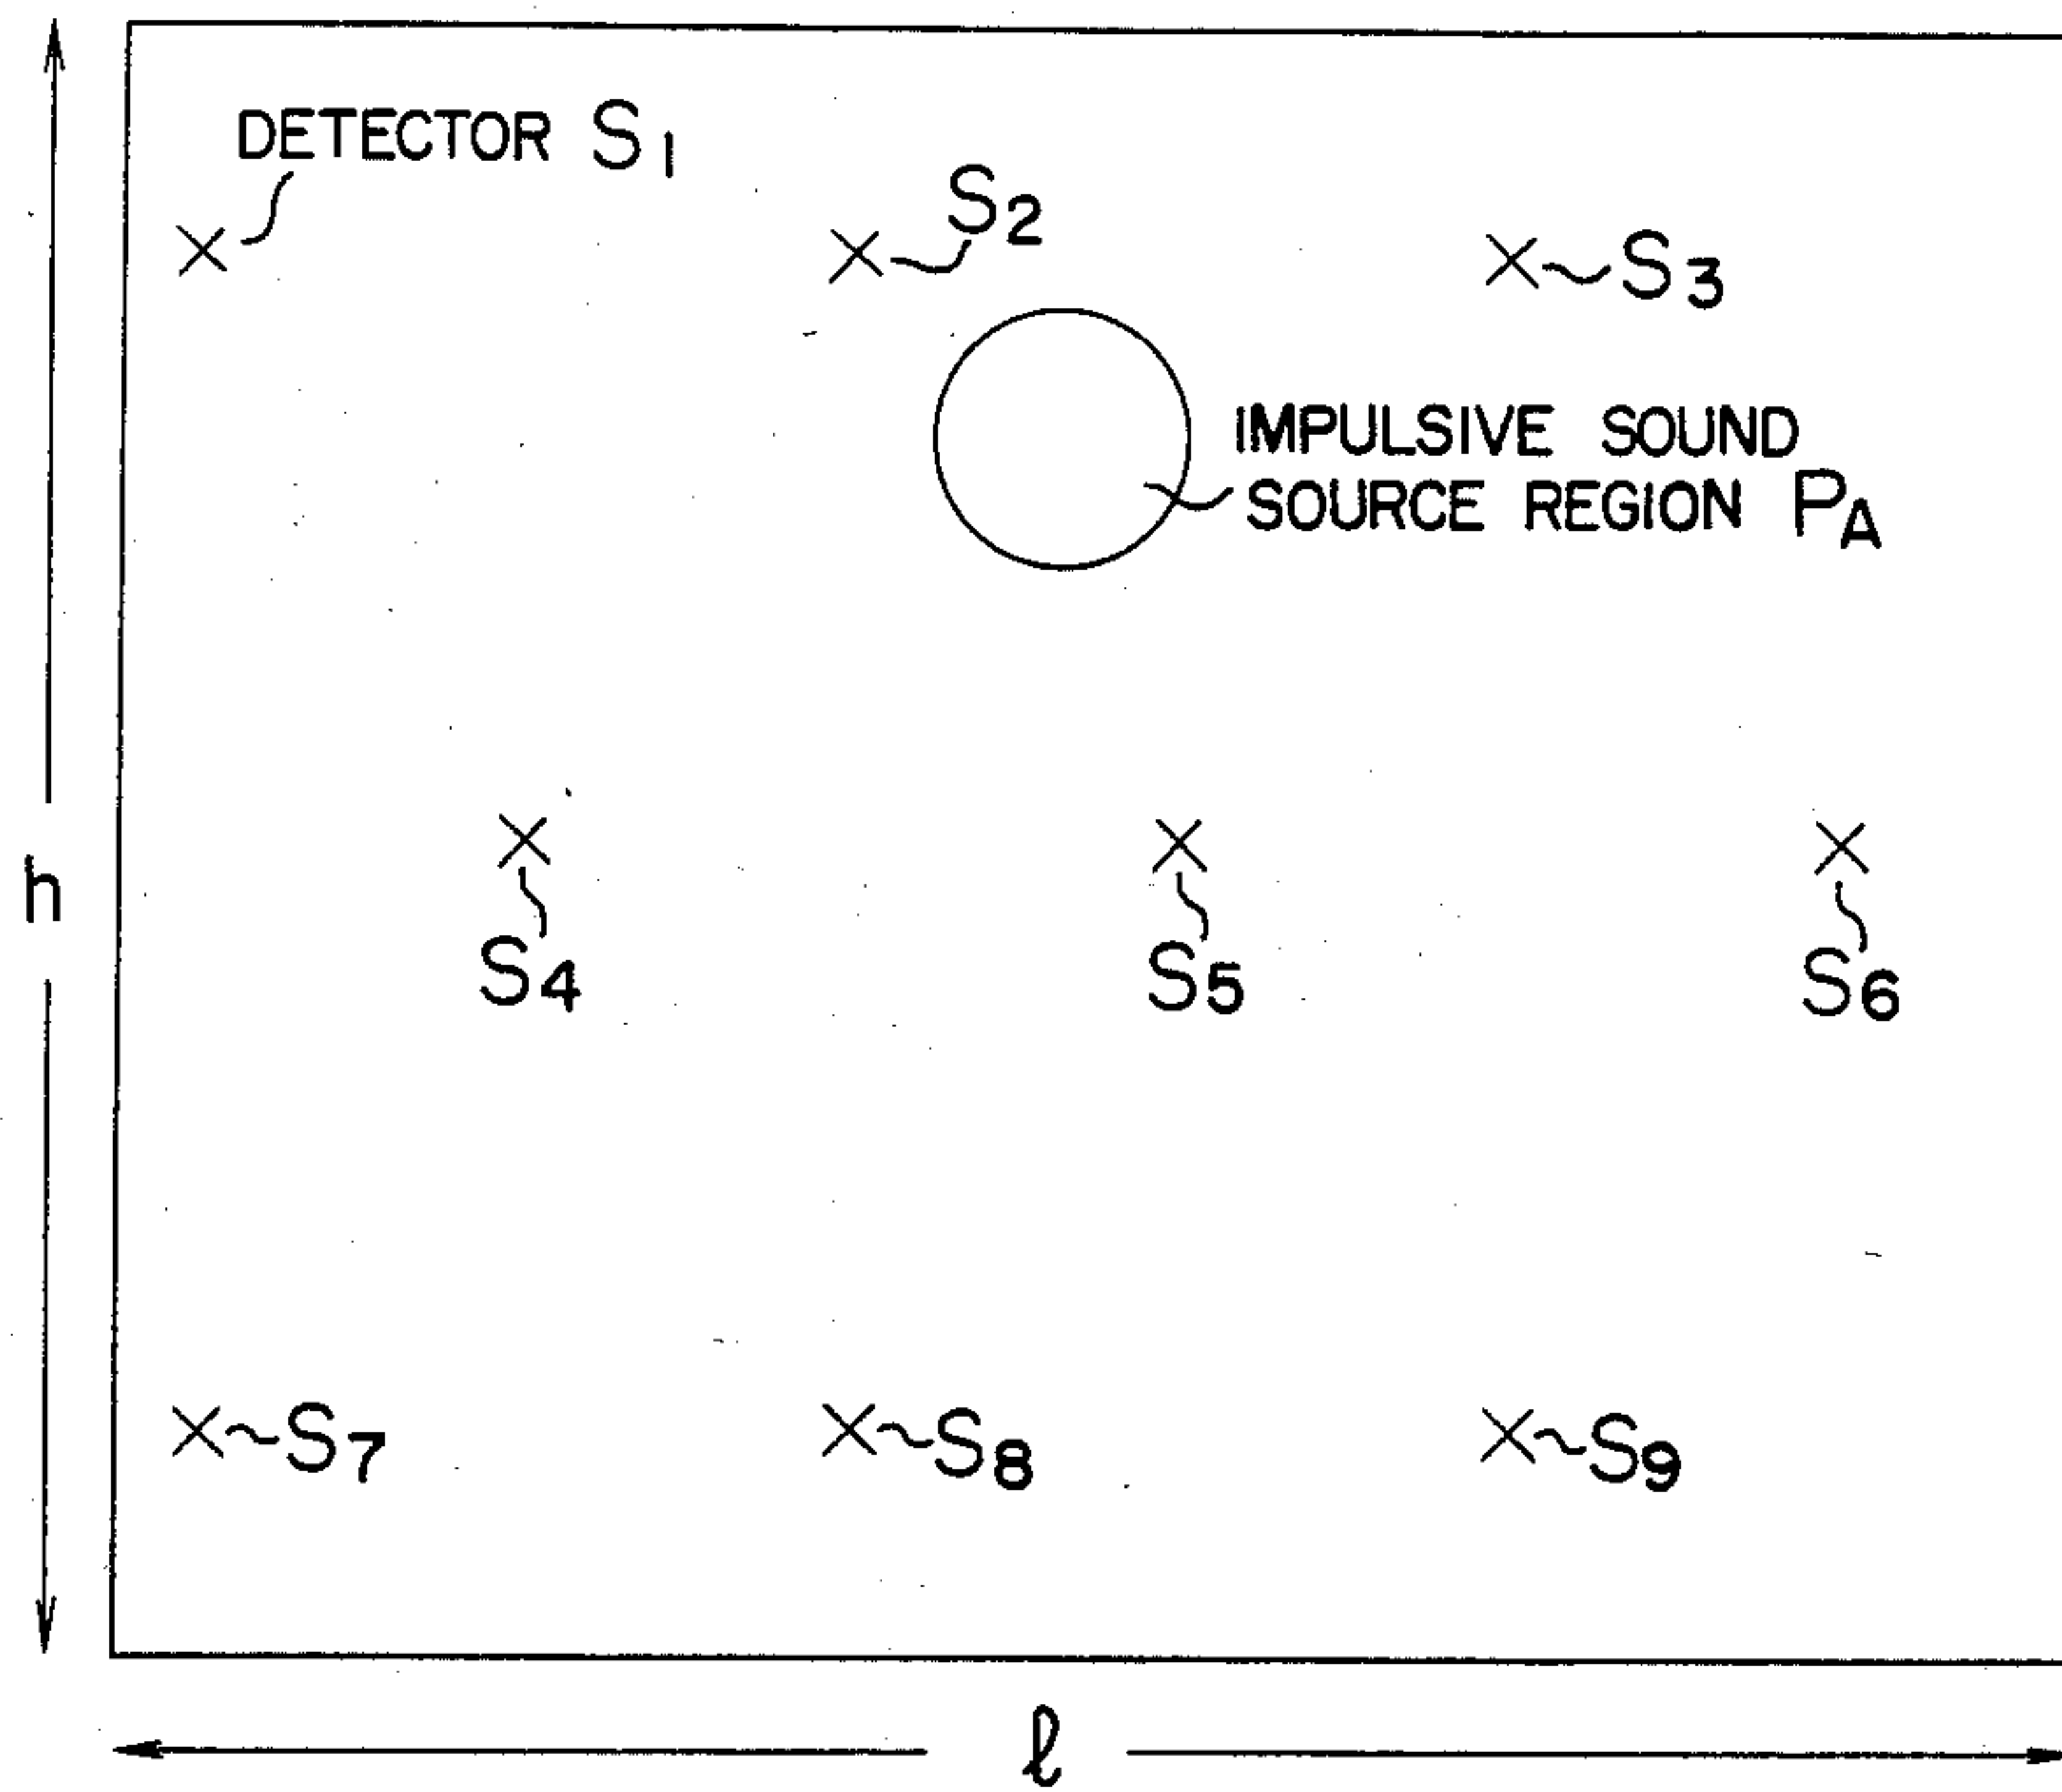 DETECTOR S1
S2
S3
IMPULSIVE SOUND
SOURCE REGION PA
h
S4
S5
S6
S7
S8
S9
ℓ